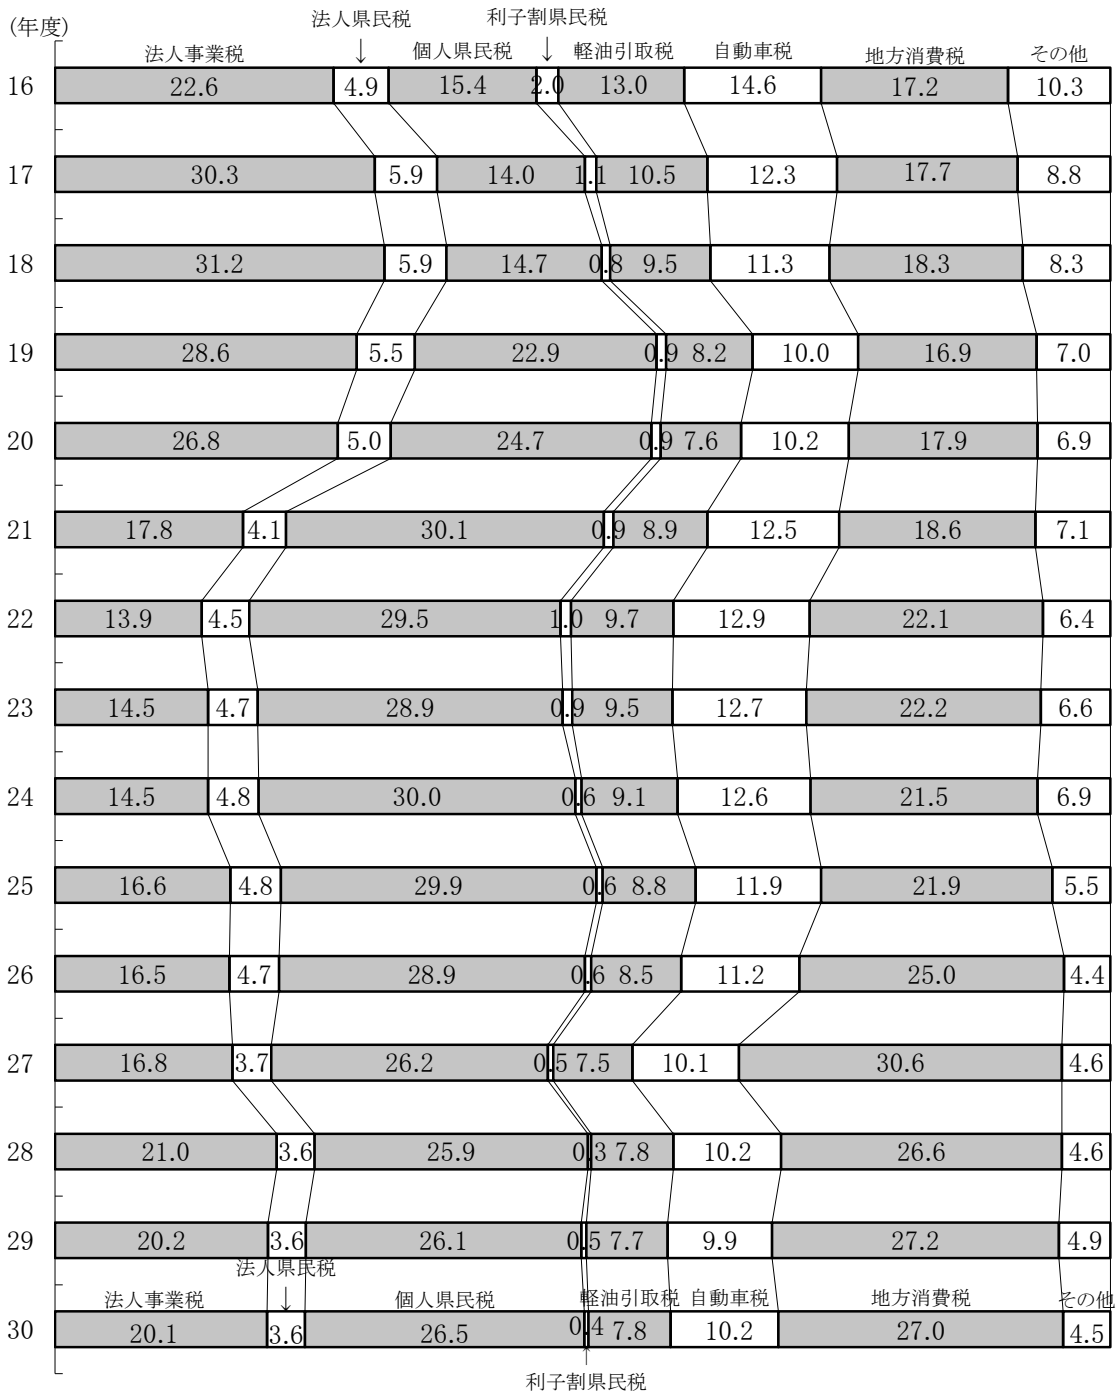 (年度)
法人県民税
利子割県民税
法人事業税 個人県民税 軽油引取税 自動車税 地方消費税 その他
16 22.6 4.9 15.4 2.0 13.0 14.6 17.2 10.3
17 30.3 5.9 14.0 1.1 10.5 12.3 17.7 8.8
18 31.2 5.9 14.7 0.8 9.5 11.3 18.3 8.3
19 28.6 5.5 22.9 0.9 8.2 10.0 16.9 7.0
20 26.8 5.0 24.7 0.9 7.6 10.2 17.9 6.9
21 17.8 4.1 30.1 0.9 8.9 12.5 18.6 7.1
22 13.9 4.5 29.5 1.0 9.7 12.9 22.1 6.4
23 14.5 4.7 28.9 0.9 9.5 12.7 22.2 6.6
24 14.5 4.8 30.0 0.6 9.1 12.6 21.5 6.9
25 16.6 4.8 29.9 0.6 8.8 11.9 21.9 5.5
26 16.5 4.7 28.9 0.6 8.5 11.2 25.0 4.4
27 16.8 3.7 26.2 0.5 7.5 10.1 30.6 4.6
28 21.0 3.6 25.9 0.3 7.8 10.2 26.6 4.6
29 20.2 3.6 26.1 0.5 7.7 9.9 27.2 4.9
法人県民税
法人事業税 個人県民税 軽油引取税 自動車税 地方消費税 その他
30 20.1 3.6 26.5 0.4 7.8 10.2 27.0 4.5
利子割県民税